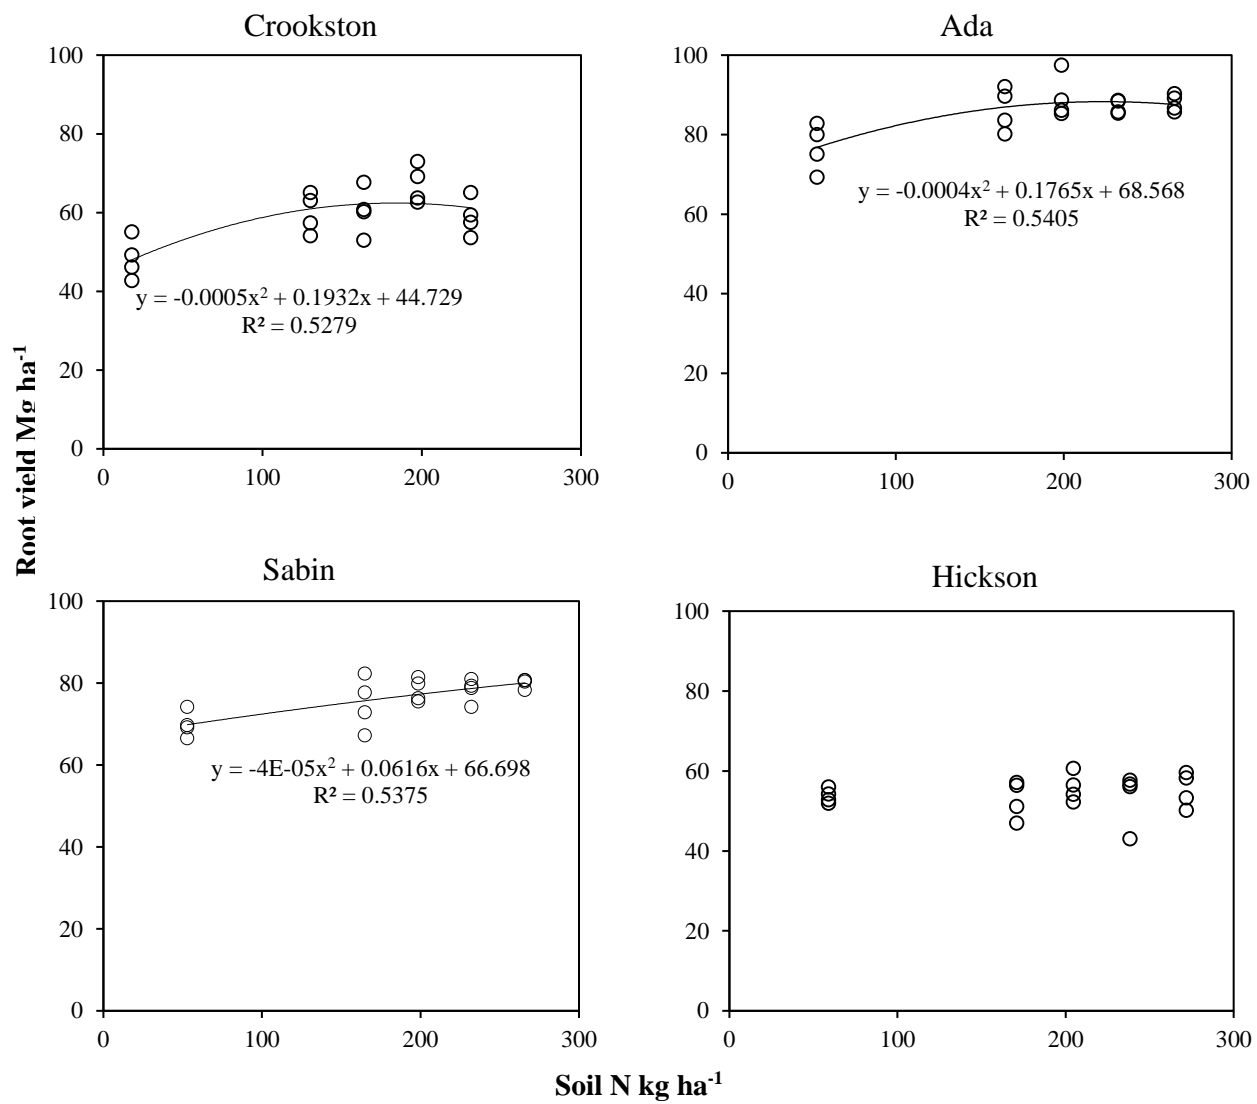 Crookston
100
80
60
40
20
0
0 100 200 300
y = -0.0005x² + 0.1932x + 44.729
R² = 0.5279
Ada
100
80
60
40
20
0
0 100 200 300
y = -0.0004x² + 0.1765x + 68.568
R² = 0.5405
Root yield Mg ha⁻¹
Sabin
100
80
60
40
20
0
0 100 200 300
y = -4E-05x² + 0.0616x + 66.698
R² = 0.5375
Hickson
100
80
60
40
20
0
0 100 200 300
Soil N kg ha⁻¹